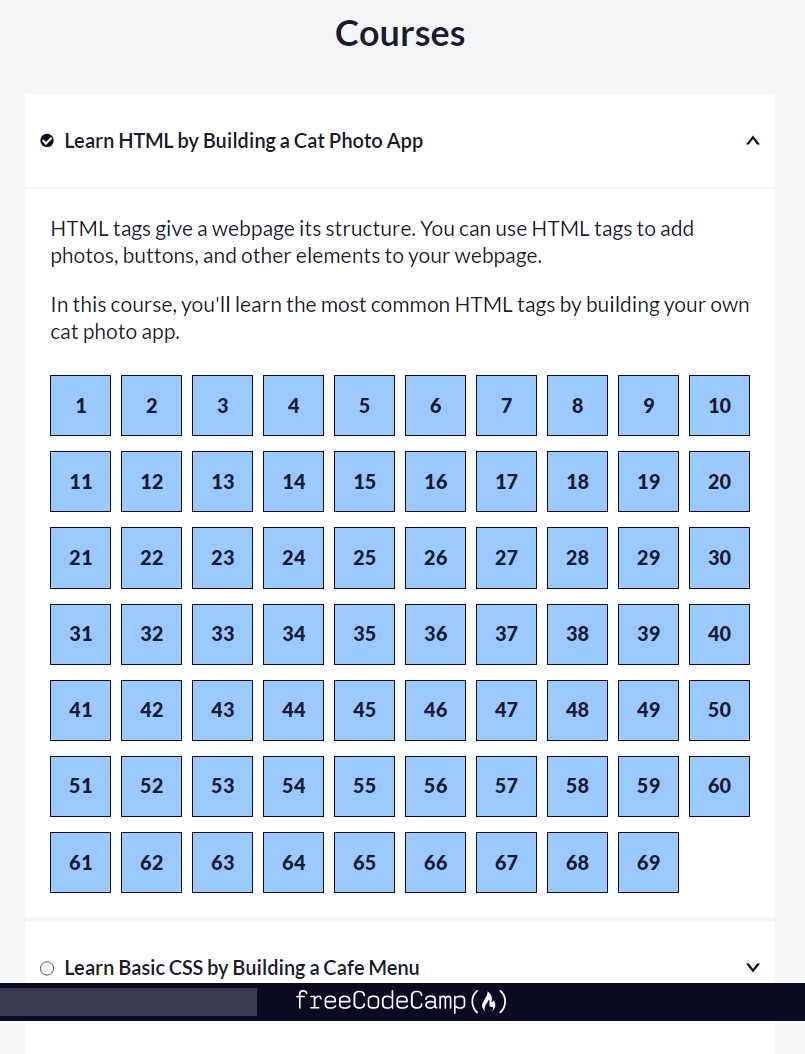 Courses
Learn HTML by Building a Cat Photo App
HTML tags give a webpage its structure. You can use HTML tags to add
photos, buttons, and other elements to your webpage.
In this course, you'll learn the most common HTML tags by building your own
cat photo app.
1 2 3 4 5 6 7 8 9 10
11 12 13 14 15 16 17 18 19 20
21 22 23 24 25 26 27 28 29 30
31 32 33 34 35 36 37 38 39 40
41 42 43 44 45 46 47 48 49 50
51 52 53 54 55 56 57 58 59 60
61 62 63 64 65 66 67 68 69
Learn Basic CSS by Building a Cafe Menu
freeCodeCamp